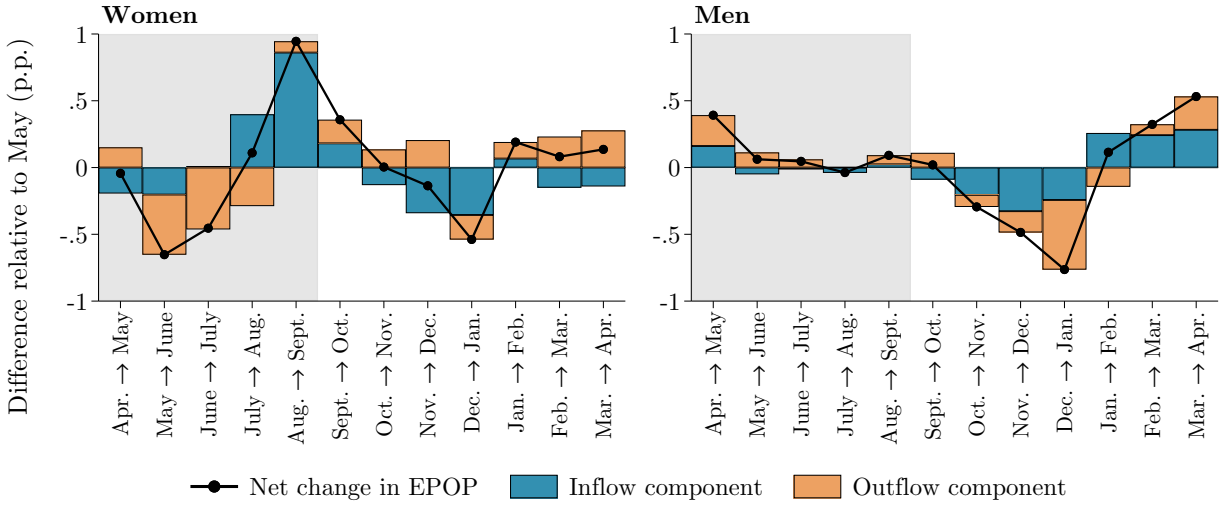 Women
Men
Difference relative to May (p.p.)
1
.5
0
-.5
-1
Apr. → May
May → June
June → July
July → Aug.
Aug. → Sept.
Sept. → Oct.
Oct. → Nov.
Nov. → Dec.
Dec. → Jan.
Jan. → Feb.
Feb. → Mar.
Mar. → Apr.
1
.5
0
-.5
-1
Apr. → May
May → June
June → July
July → Aug.
Aug. → Sept.
Sept. → Oct.
Oct. → Nov.
Nov. → Dec.
Dec. → Jan.
Jan. → Feb.
Feb. → Mar.
Mar. → Apr.
Net change in EPOP
Inflow component
Outflow component